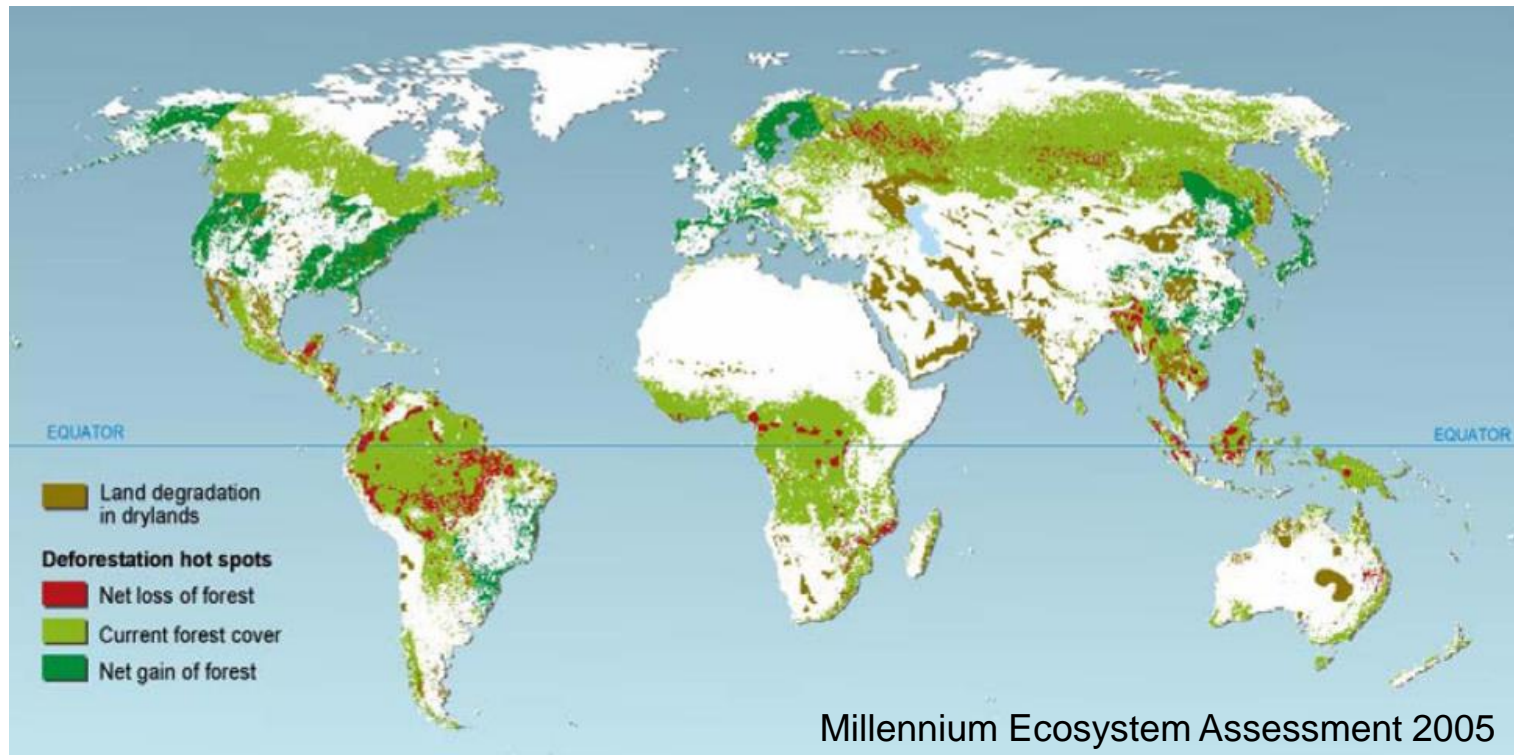 EQUATOR
EQUATOR
Land degradation
in drylands
Deforestation hot spots
Net loss of forest
Current forest cover
Net gain of forest
Millennium Ecosystem Assessment 2005